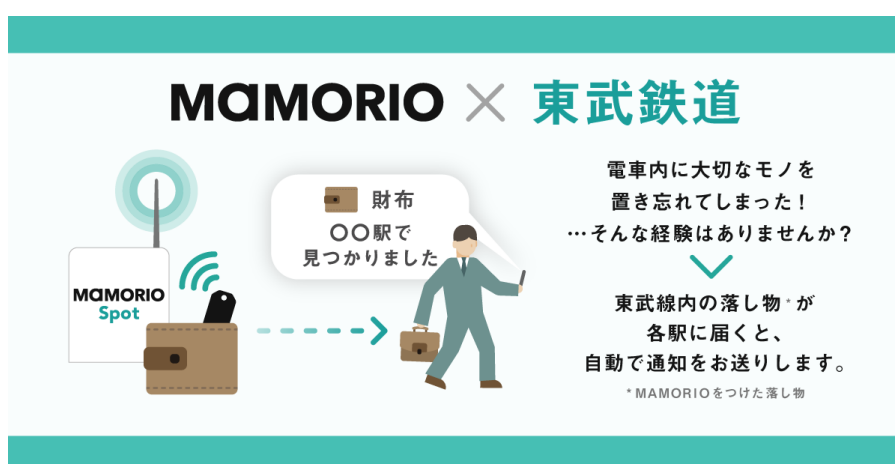 MAMORIO × 東武鉄道
財布
〇〇駅で
見つかりました
MAMORIO
Spot
電車内に大切なモノを
置き忘れてしまった！
…そんな経験はありませんか？
東武線内の落し物*が
各駅に届くと、
自動で通知をお送りします。
*MAMORIOをつけた落し物